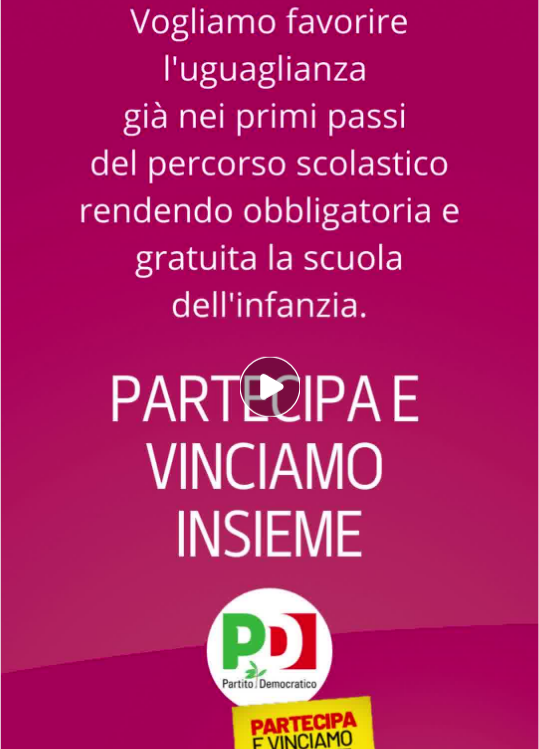 Vogliamo favorire
l'uguaglianza
già nei primi passi
del percorso scolastico
rendendo obbligatoria e
gratuita la scuola
dell'infanzia.
PARTECIPA E
VINCIAMO
INSIEME
PD
Partito Democratico
PARTECIPA
E VINCIAMO